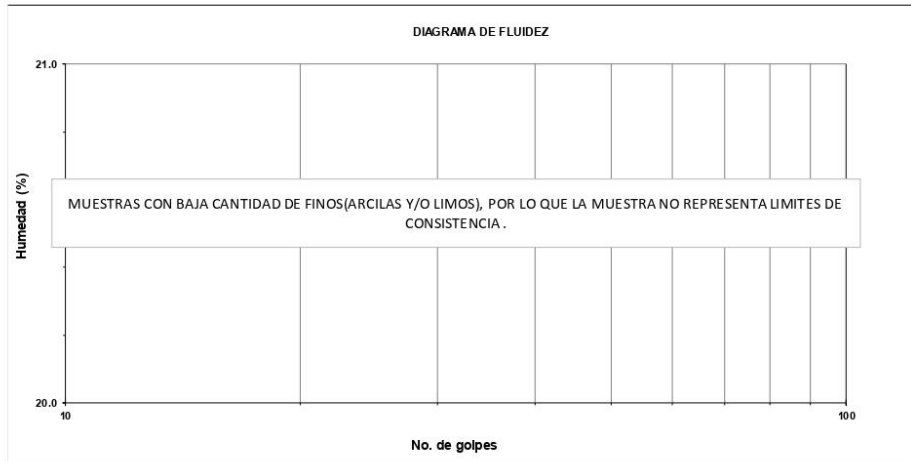 DIAGRAMA DE FLUIDEZ
21.0
Humedad (%)
MUESTRAS CON BAJA CANTIDAD DE FINOS(ARCILAS Y/O LIMOS), POR LO QUE LA MUESTRA NO REPRESENTA LIMITES DE
CONSISTENCIA .
20.0
10
100
No. de golpes